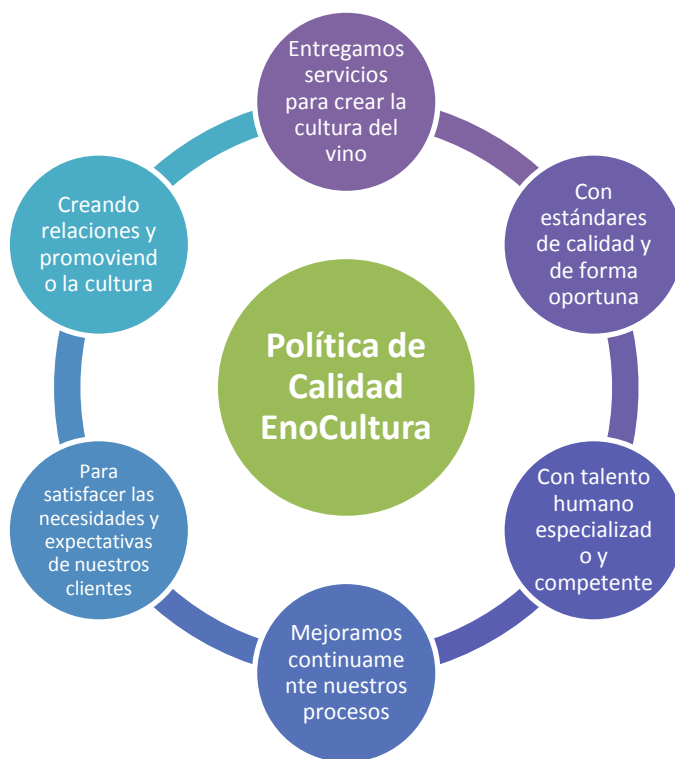 Entregamos
servicios
para crear la
cultura del
vino
Con
estándares
de calidad y
de forma
oportuna
Con talento
humano
especializad
o y
competente
Mejoramos
continuame
nte nuestros
procesos
Para
satisfacer las
necesidades y
expectativas
de nuestros
clientes
Creando
relaciones y
promoviend
o la cultura
Política de
Calidad
EnoCultura